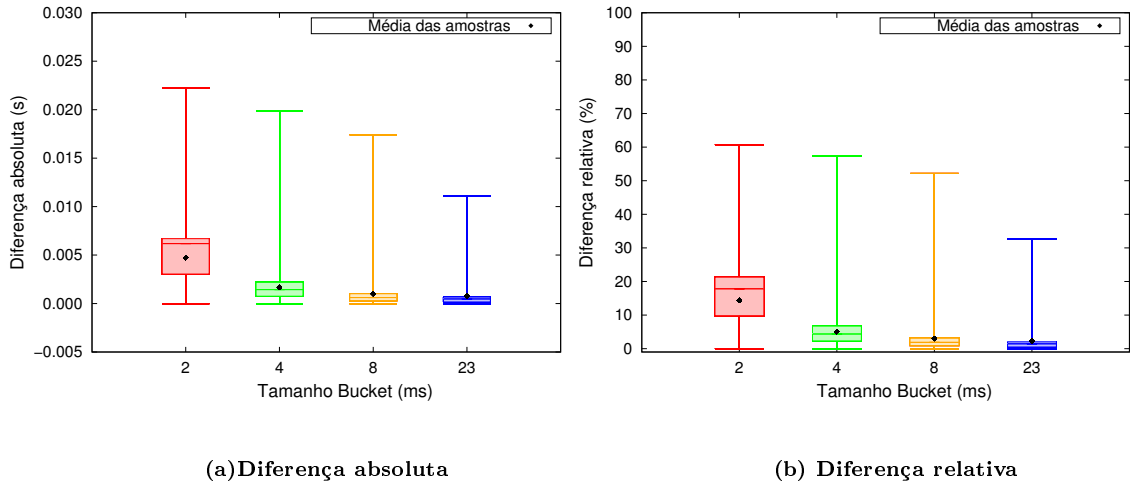 Média das amostras
0.030
0.025
0.020
0.015
0.010
0.005
0.000
−0.005
Diferença absoluta (s)
2 4 8 23
Tamanho Bucket (ms)
(a)Diferença absoluta
Média das amostras
100
90
80
70
60
50
40
30
20
10
0
Diferença relativa (%)
2 4 8 23
Tamanho Bucket (ms)
(b) Diferença relativa